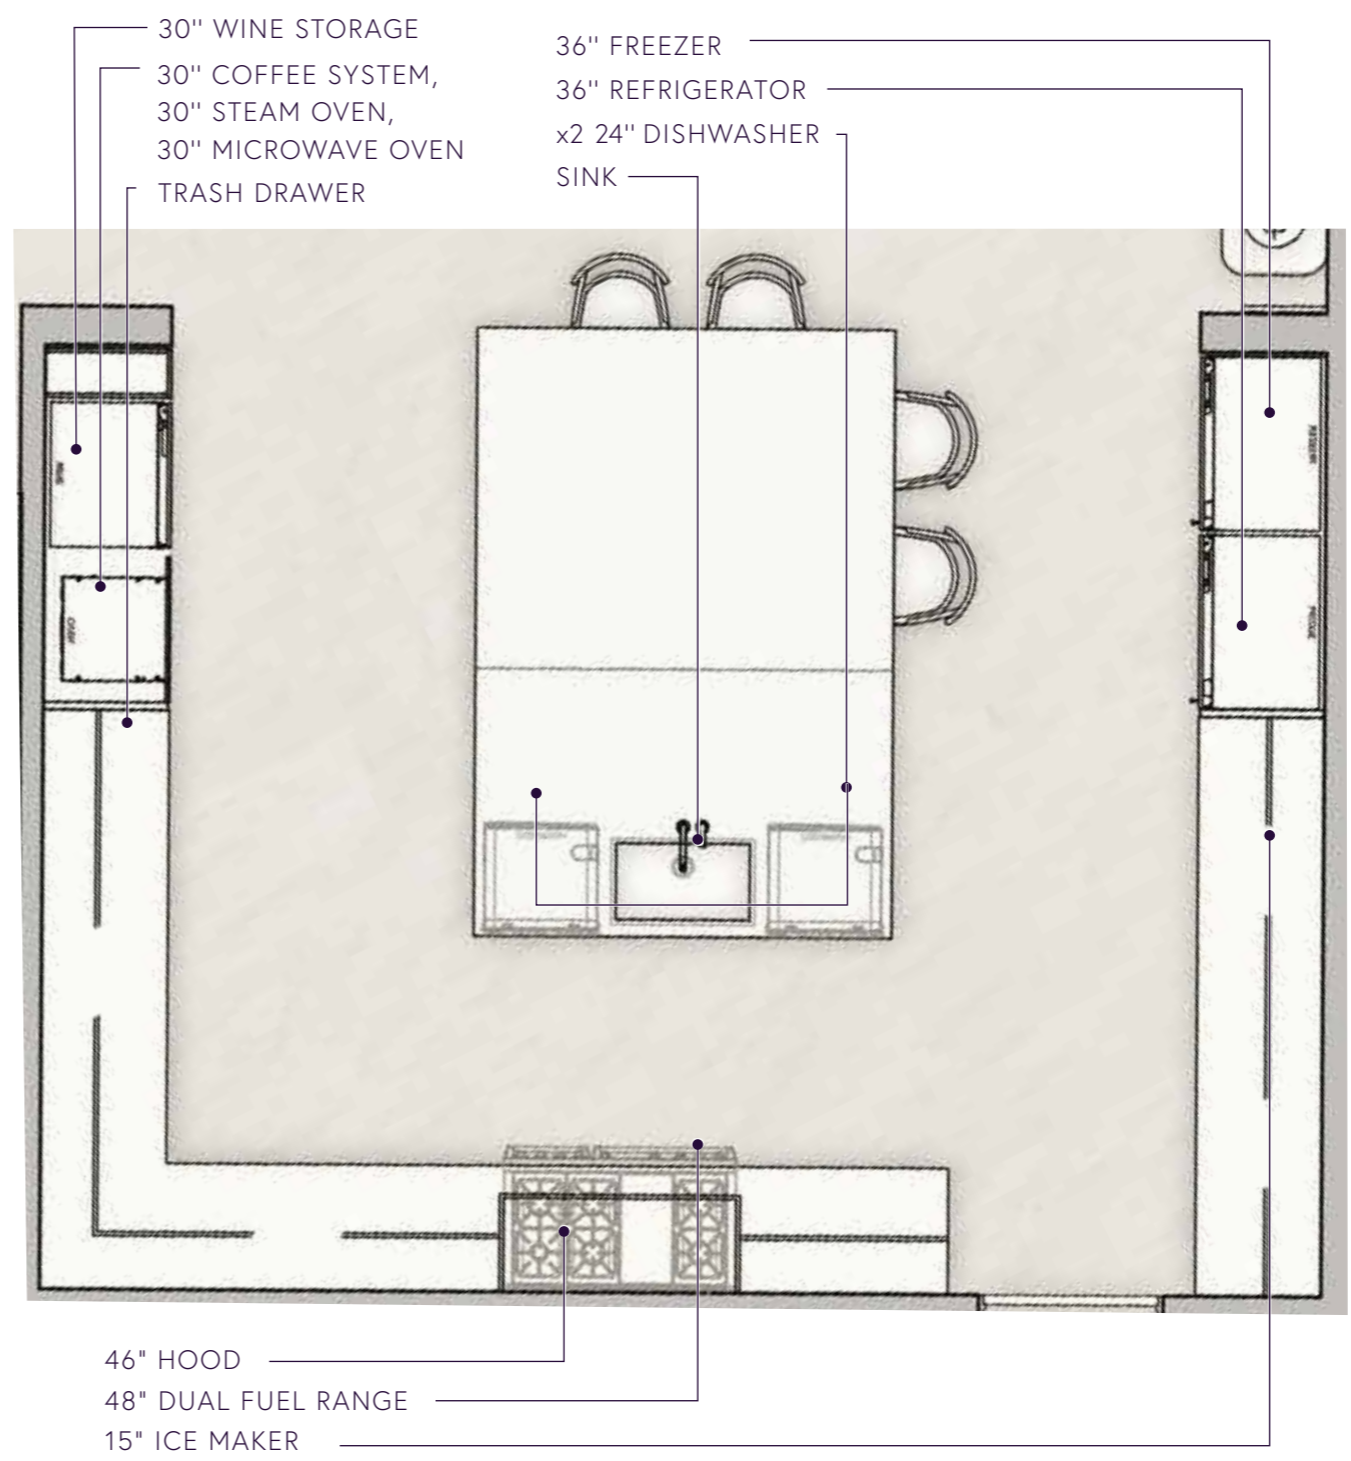 30'' WINE STORAGE
30'' COFFEE SYSTEM,
30'' STEAM OVEN,
30'' MICROWAVE OVEN
TRASH DRAWER
36'' FREEZER
36'' REFRIGERATOR
x2 24'' DISHWASHER
SINK
46" HOOD
48" DUAL FUEL RANGE
15" ICE MAKER